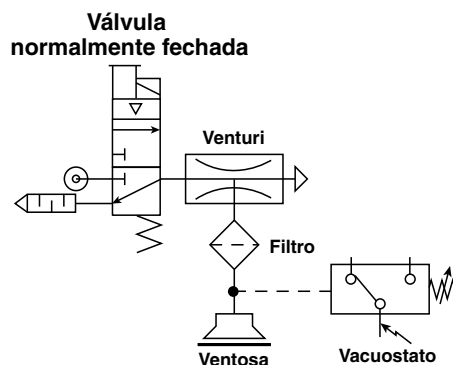 Válvula
normalmente fechada
Venturi
Filtro
Ventosa
Vacuostato